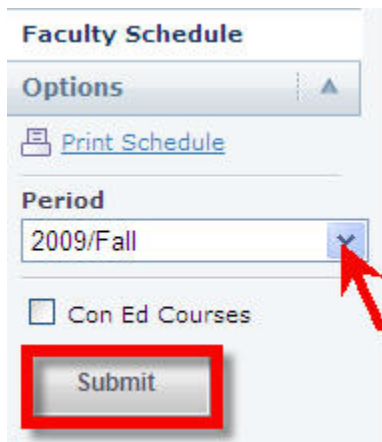 Faculty Schedule
Options
Print Schedule
Period
2009/Fall
Con Ed Courses
Submit